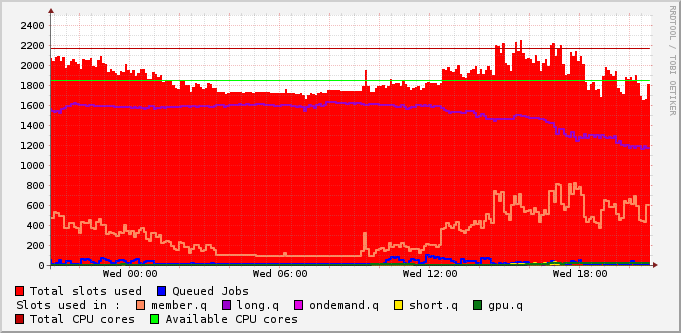 2400
2200
2000
1800
1600
1400
1200
1000
800
600
400
200
0
Wed 00:00 Wed 06:00 Wed 12:00 Wed 18:00
Total slots used Queued Jobs
Slots used in : member.q long.q ondemand.q short.q gpu.q
Total CPU cores Available CPU cores
RRDTOOL / TOBI OETIKER